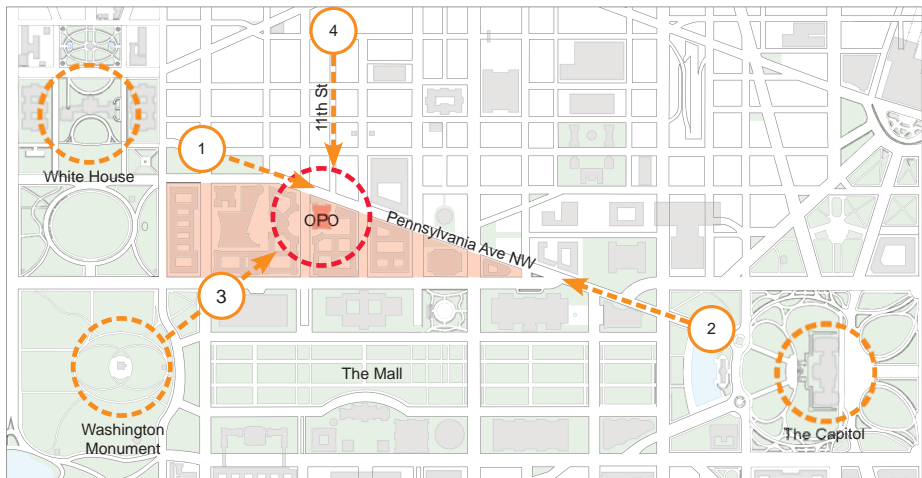 4
11th St
1
White House
OPO
Pennsylvania Ave NW
3
2
The Mall
Washington
Monument
The Capitol